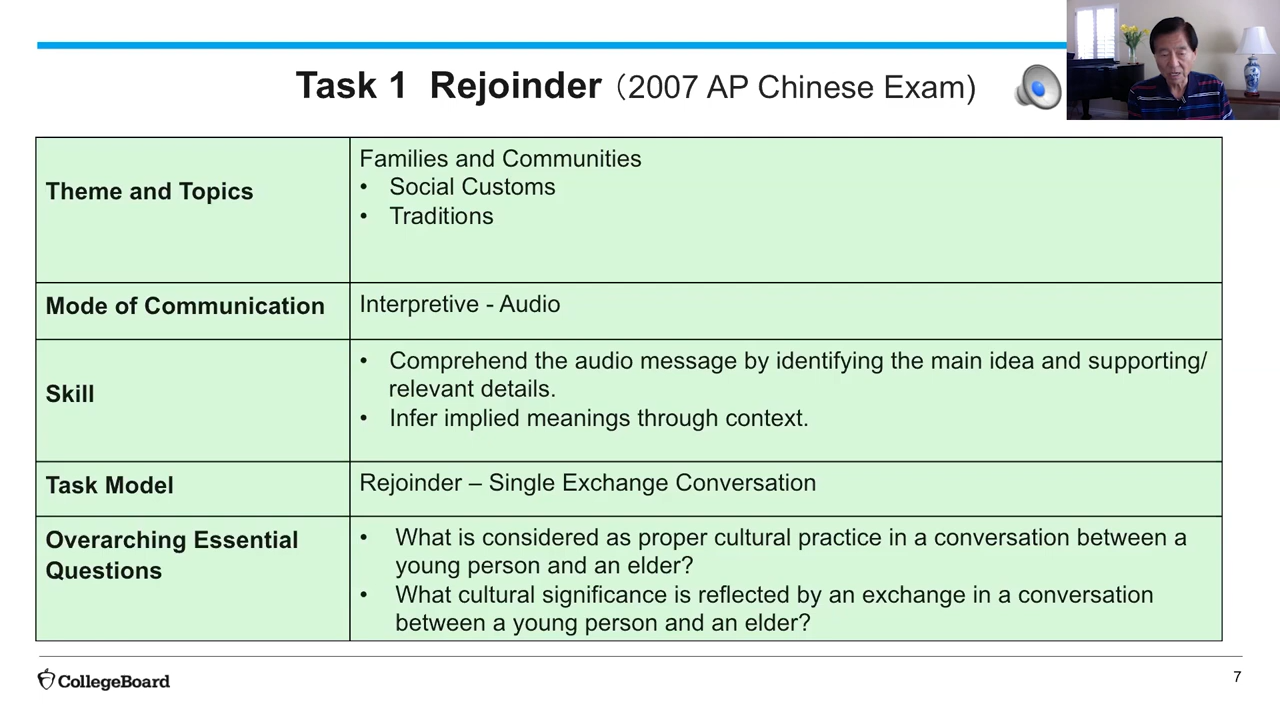 Task 1 Rejoinder （2007 AP Chinese Exam)
Theme and Topics
Families and Communities
• Social Customs
• Traditions
Mode of Communication
Interpretive - Audio
Skill
• Comprehend the audio message by identifying the main idea and supporting/
relevant details.
• Infer implied meanings through context.
Task Model
Rejoinder – Single Exchange Conversation
Overarching Essential
Questions
• What is considered as proper cultural practice in a conversation between a
young person and an elder?
• What cultural significance is reflected by an exchange in a conversation
between a young person and an elder?
CollegeBoard
7